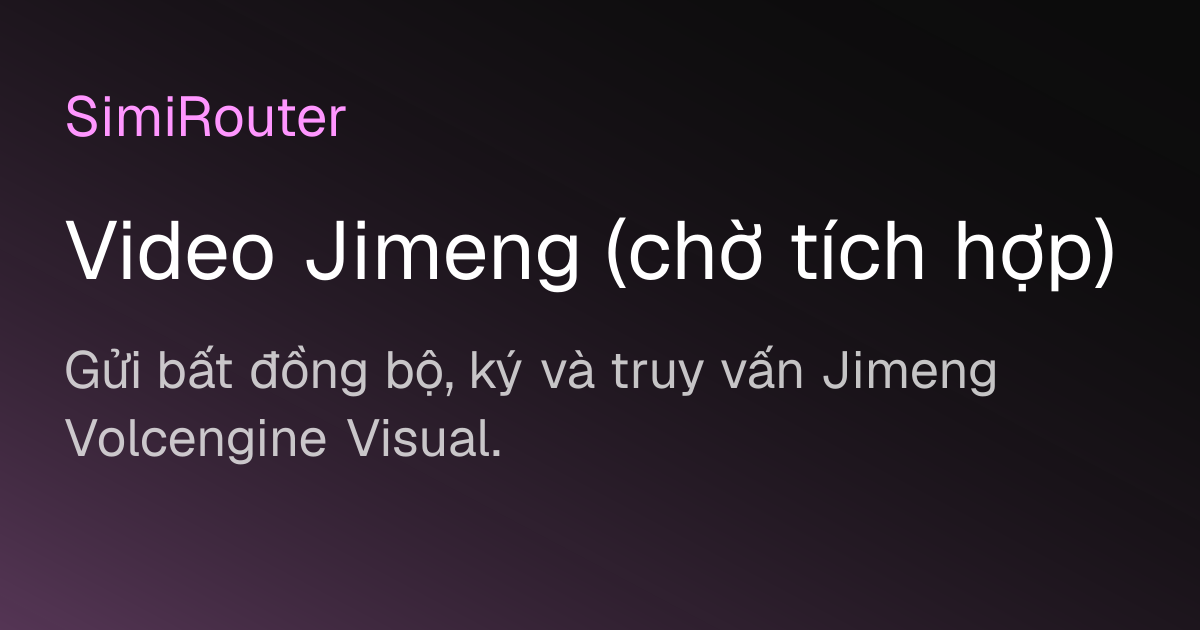 SimiRouter
Video Jimeng (chờ tích hợp)
Gửi bất đồng bộ, ký và truy vấn Jimeng
Volcengine Visual.